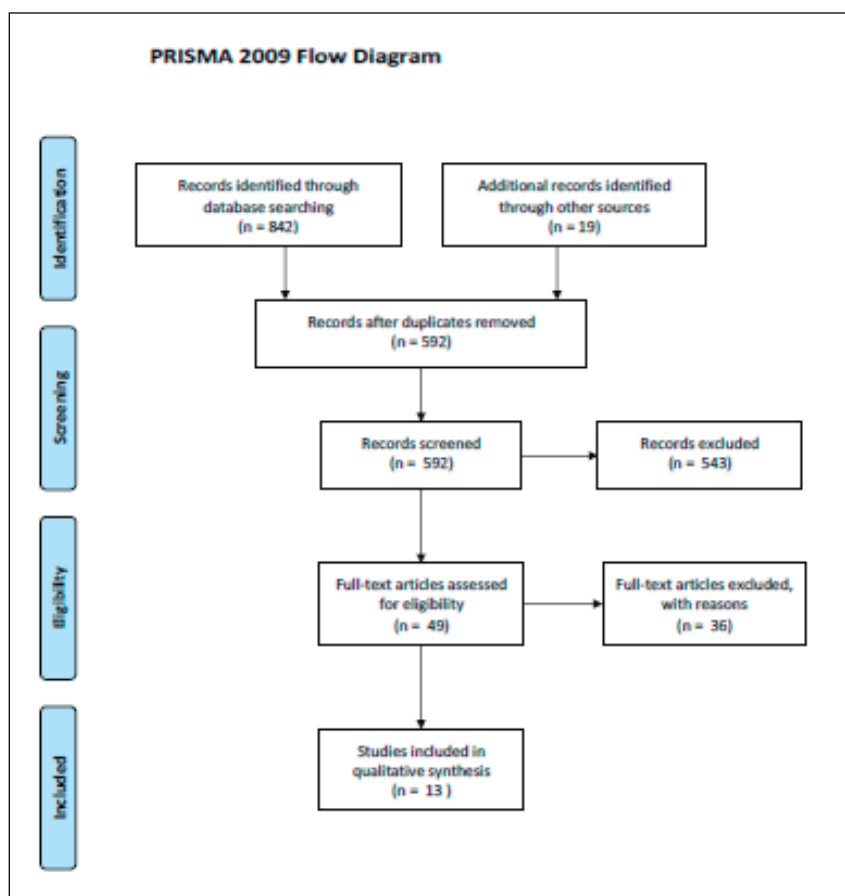 PRISMA 2009 Flow Diagram
Identification
Records identified through
database searching
(n = 842)
Additional records identified
through other sources
(n = 19)
Records after duplicates removed
(n = 592)
Screening
Records screened
(n = 592)
Records excluded
(n = 543)
Eligibility
Full-text articles assessed
for eligibility
(n = 49)
Full-text articles excluded,
with reasons
(n = 36)
Included
Studies included in
qualitative synthesis
(n = 13 )